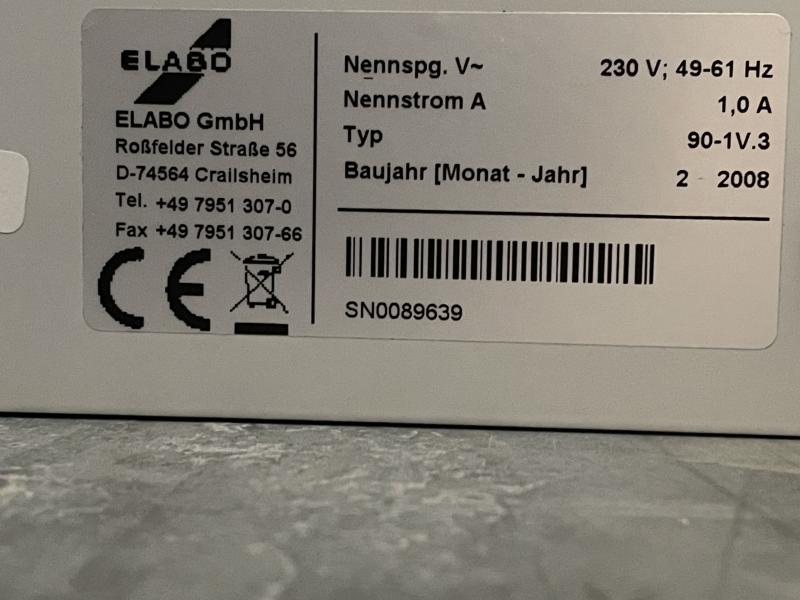 ELABO
ELABO GmbH
Roßfelder Straße 56
D-74564 Crailsheim
Tel. +49 7951 307-0
Fax +49 7951 307-66
CE
Nennspg. V~ 230 V; 49-61 Hz
Nennstrom A 1,0 A
Typ 90-1V.3
Baujahr [Monat - Jahr] 2 - 2008
SN0089639